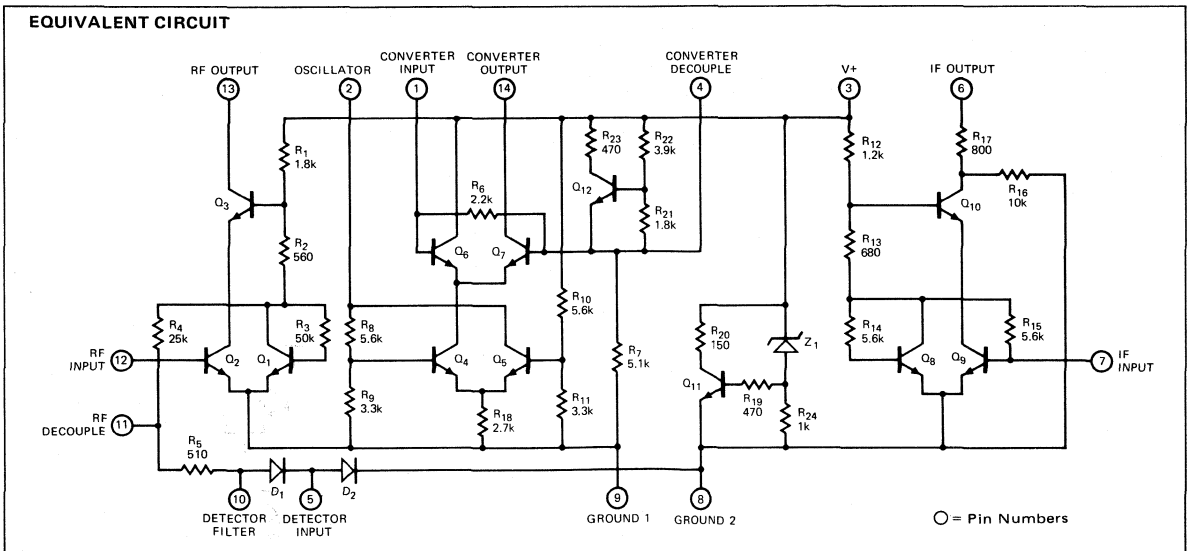 EQUIVALENT CIRCUIT
RF OUTPUT
13
OSCILLATOR
2
CONVERTER
INPUT
1
CONVERTER
OUTPUT
14
CONVERTER
DECOUPLE
4
V+
3
IF OUTPUT
6
R1
1.8k
R23
470
R22
3.9k
R12
1.2k
R17
800
Q3
R6
2.2k
Q12
R21
1.8k
Q10
R16
10k
R2
560
Q6
Q7
R13
680
R4
25k
R3
50k
R8
5.6k
R10
5.6k
R20
150
Z1
R14
5.6k
R15
5.6k
RF
INPUT
12
Q2
Q1
Q4
Q5
R7
5.1k
Q11
R19
470
Q8
Q9
7
IF
INPUT
R9
3.3k
R18
2.7k
R11
3.3k
R24
1k
RF
DECOUPLE
11
R5
510
D1
D2
10
DETECTOR
FILTER
5
DETECTOR
INPUT
9
GROUND 1
8
GROUND 2
= Pin Numbers